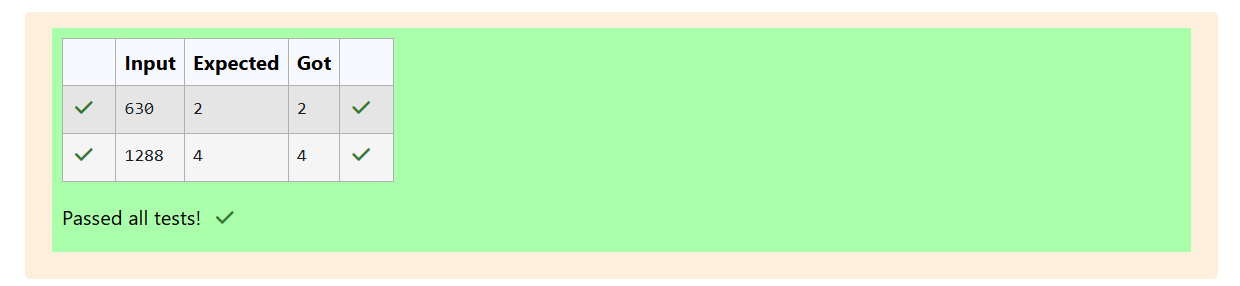 Input Expected Got
630 2 2
1288 4 4
Passed all tests!